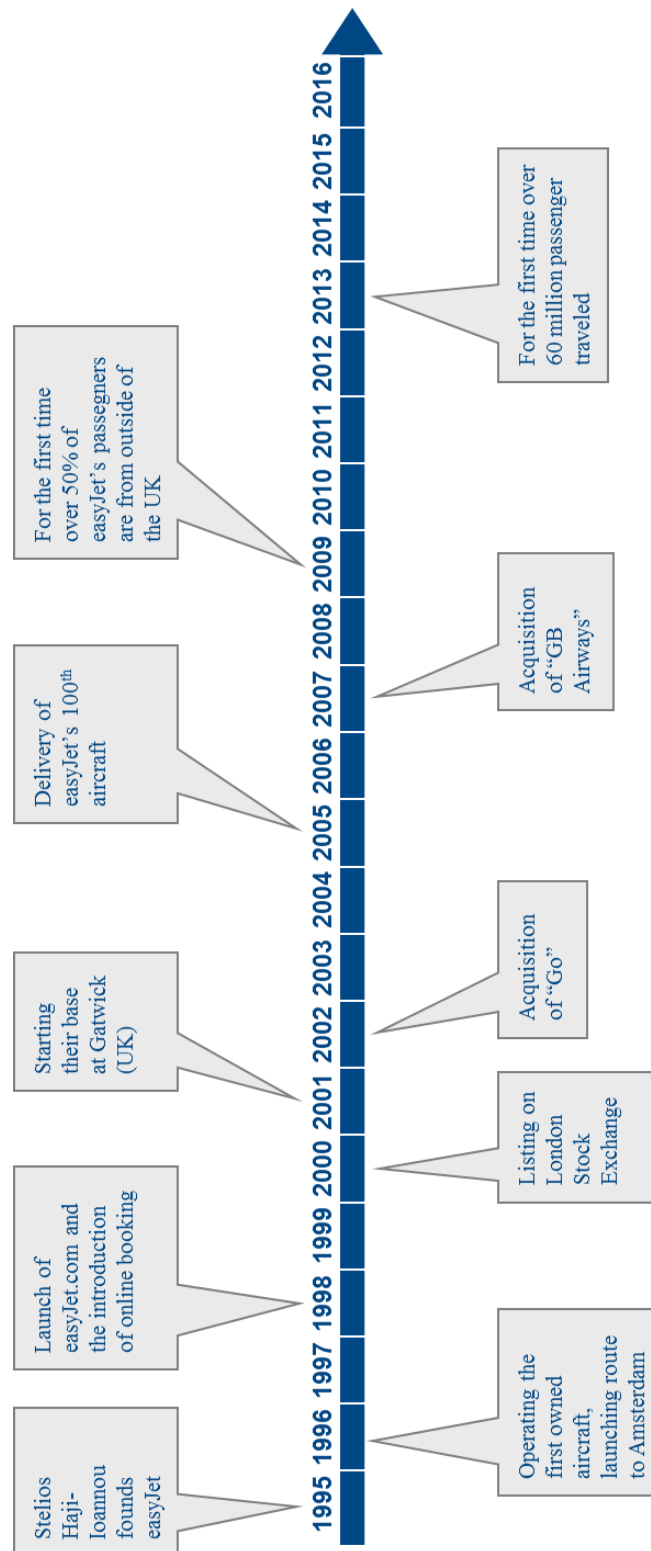 Stelios
Haji-
Ioannou
founds
easyJet
Launch of
easyJet.com and
the introduction
of online booking
Starting
their base
at Gatwick
(UK)
Delivery of
easyJet's 100th
aircraft
For the first time
over 50% of
easyJet's passegners
are from outside of
the UK
1995 1996 1997 1998 1999 2000 2001 2002 2003 2004 2005 2006 2007 2008 2009 2010 2011 2012 2013 2014 2015 2016
Operating the
first owned
aircraft,
launching route
to Amsterdam
Listing on
London
Stock
Exchange
Acquisition
of “Go”
Acquisition
of “GB
Airways”
For the first time over
60 million passenger
traveled